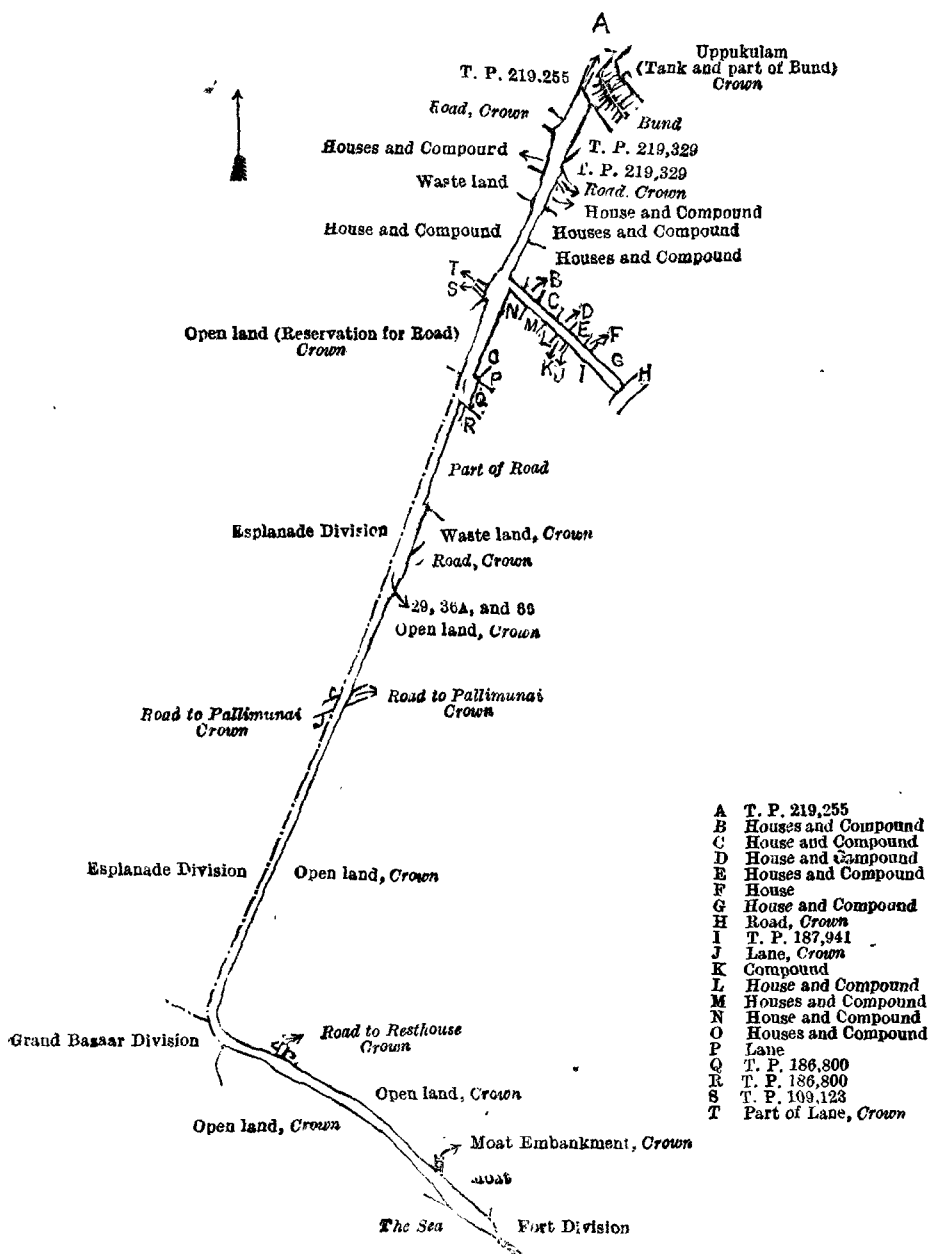 A
Uppukulam
(Tank and part of Bund)
Crown
T. P. 219,255
Road, Crown
Bund
Houses and Compound
T. P. 219,329
T. P. 219,329
Waste land
Road. Crown
House and Compound
House and Compound
Houses and Compound
Houses and Compound
T
S
B
C
D
E
F
G
H
N
M
L
K
J
I
Open land (Reservation for Road)
Crown
O
P
Q
R
Part of Road
Esplanade Division
Waste land, Crown
Road, Crown
29, 36A, and 86
Open land, Crown
Road to Pallimunai
Crown
Road to Pallimunai
Crown
Esplanade Division
Open land, Crown
A T. P. 219,255
B Houses and Compound
C House and Compound
D House and Compound
E Houses and Compound
F House
G House and Compound
H Road, Crown
I T. P. 187,941
J Lane, Crown
K Compound
L House and Compound
M Houses and Compound
N House and Compound
O Houses and Compound
P Lane
Q T. P. 186,800
R T. P. 186,800
S T. P. 109,123
T Part of Lane, Crown
Grand Bazaar Division
Road to Resthouse
Crown
Open land, Crown
Open land, Crown
Moat Embankment, Crown
Moat
The Sea
Fort Division